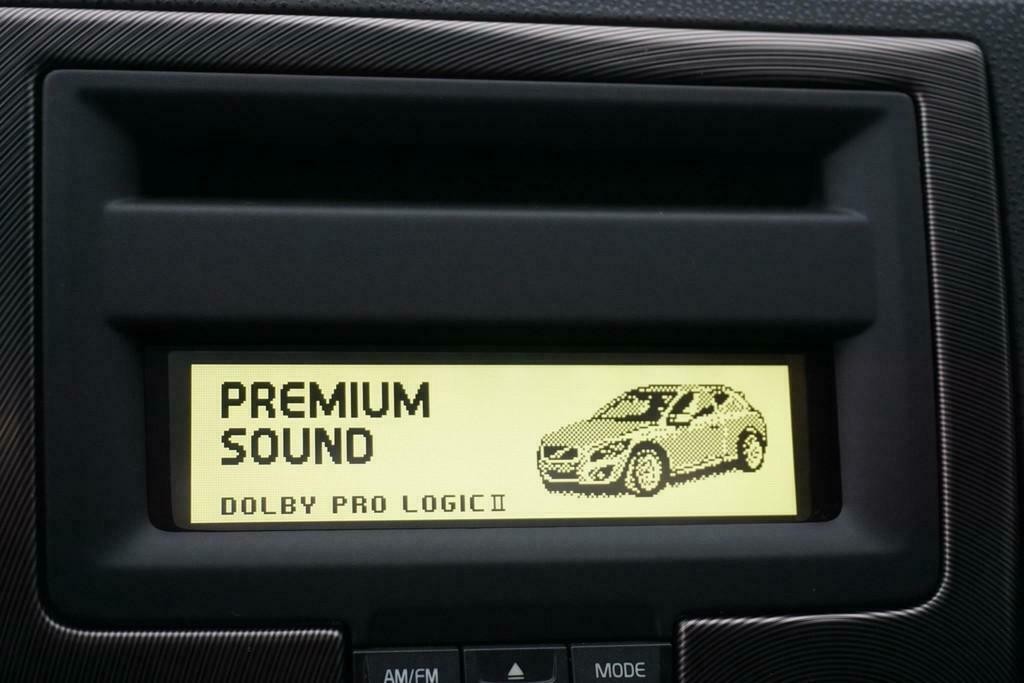 PREMIUM
SOUND
DOLBY PRO LOGIC II
AM/FM
MODE